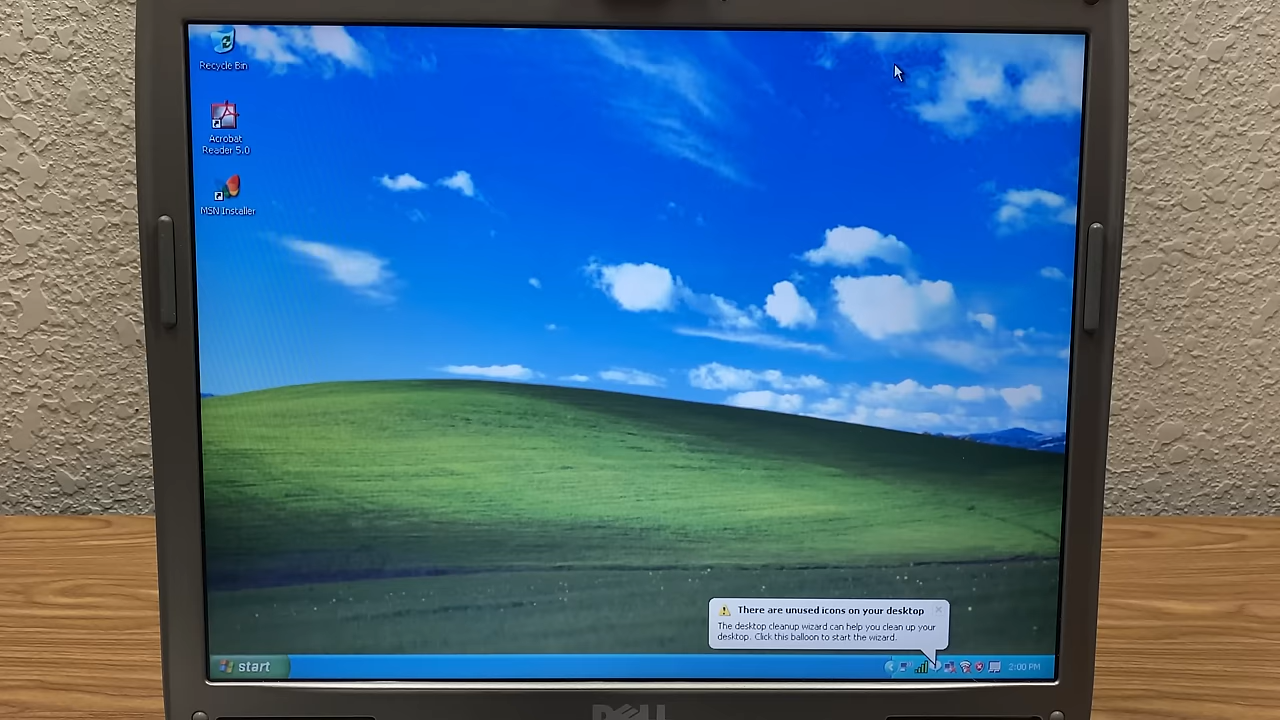 Recycle Bin
Acrobat
Reader 5.0
MSN Installer
There are unused icons on your desktop
The desktop cleanup wizard can help you clean up your
desktop. Click this balloon to start the wizard.
start
2:00 PM
DELL